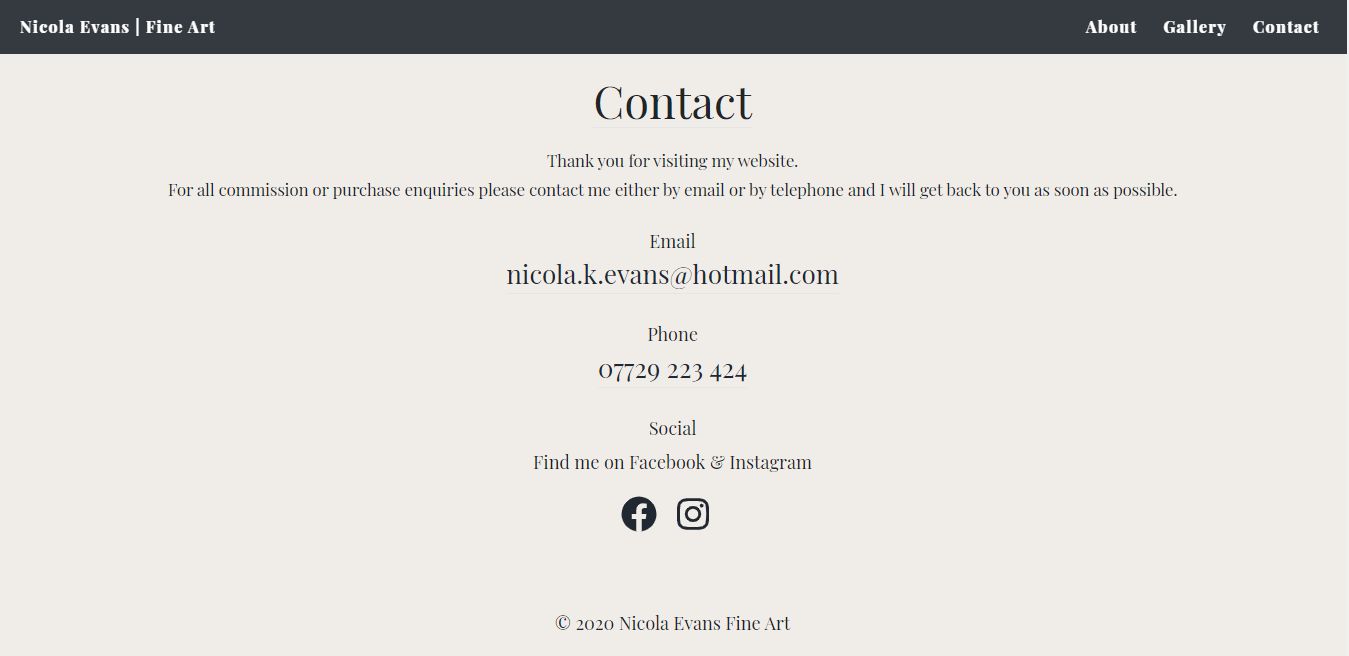 Nicola Evans | Fine Art
About Gallery Contact
Contact
Thank you for visiting my website.
For all commission or purchase enquiries please contact me either by email or by telephone and I will get back to you as soon as possible.
Email
nicola.k.evans@hotmail.com
Phone
07729 223 424
Social
Find me on Facebook & Instagram
© 2020 Nicola Evans Fine Art